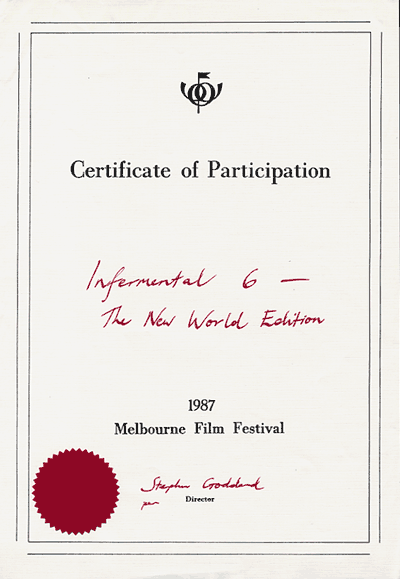 Certificate of Participation
Infermental 6 —
The New World Edition
1987
Melbourne Film Festival
Stephen Goddard
per Director